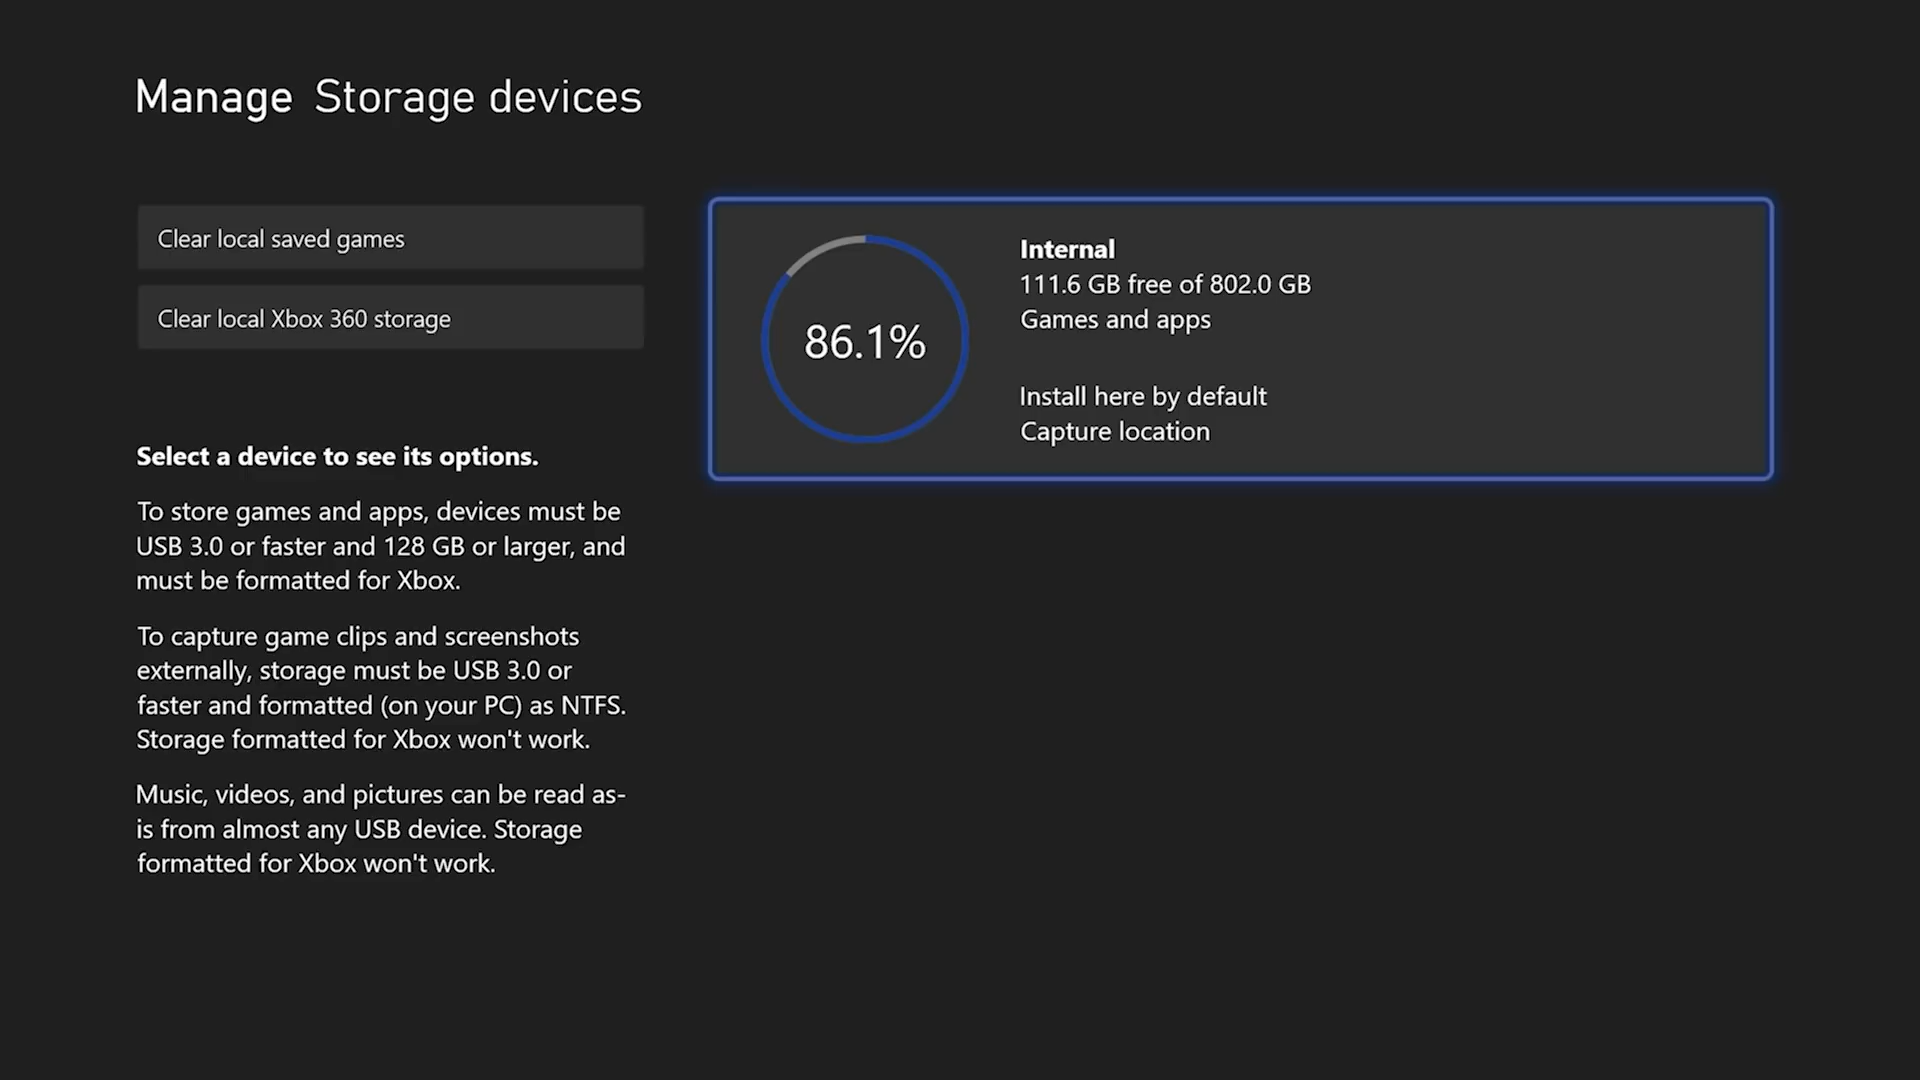 Manage Storage devices
Clear local saved games
Clear local Xbox 360 storage
Select a device to see its options.
To store games and apps, devices must be
USB 3.0 or faster and 128 GB or larger, and
must be formatted for Xbox.
To capture game clips and screenshots
externally, storage must be USB 3.0 or
faster and formatted (on your PC) as NTFS.
Storage formatted for Xbox won't work.
Music, videos, and pictures can be read as-
is from almost any USB device. Storage
formatted for Xbox won't work.
86.1%
Internal
111.6 GB free of 802.0 GB
Games and apps
Install here by default
Capture location